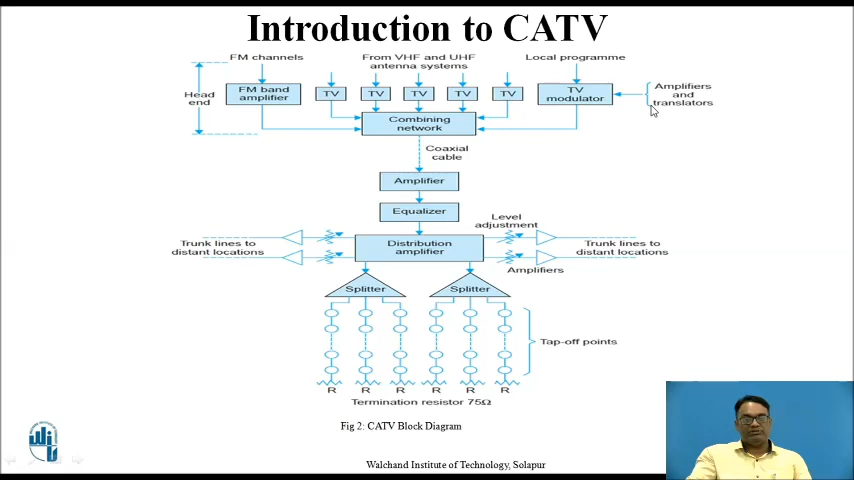 Introduction to CATV
FM channels
From VHF and UHF
antenna systems
Local programme
Head
end
FM band
amplifier
TV
TV
TV
TV
TV
TV
modulator
Amplifiers
and
translators
Combining
network
Coaxial
cable
Amplifier
Equalizer
Level
adjustment
Trunk lines to
distant locations
Distribution
amplifier
Trunk lines to
distant locations
Amplifiers
Splitter
Splitter
Tap-off points
R R R R R R
Termination resistor 75Ω
Fig 2: CATV Block Diagram
Walchand Institute of Technology, Solapur